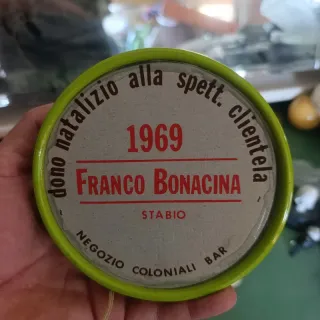 - dono natalizio alla spett. clientela -
1969
FRANCO BONACINA
STABIO
NEGOZIO COLONIALI BAR